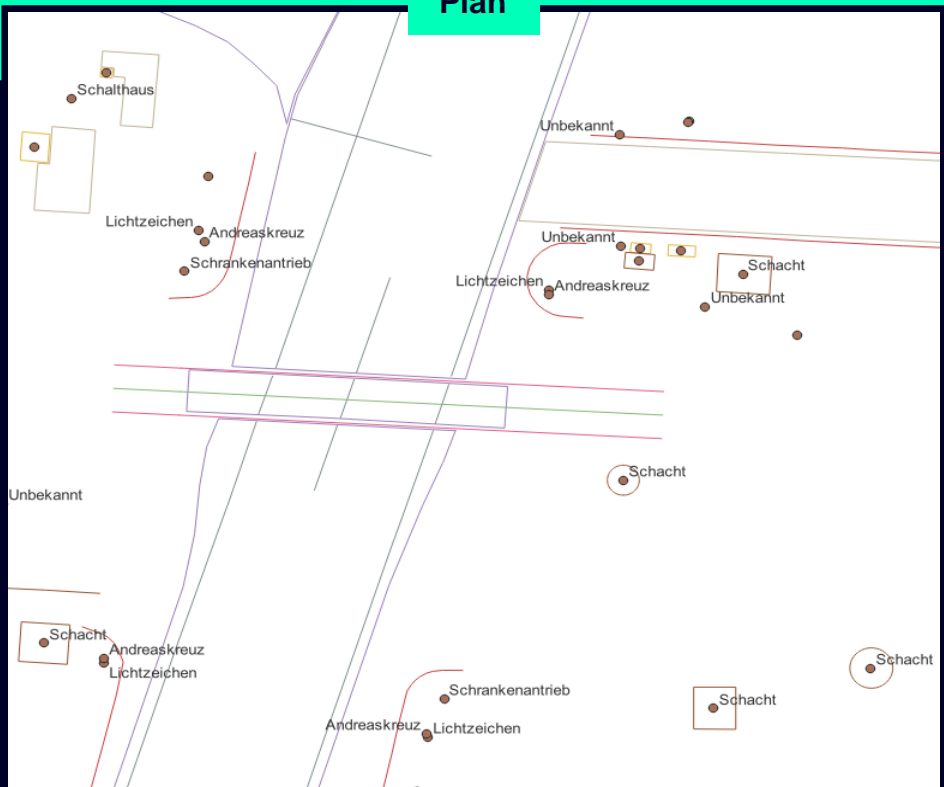 Plan
Schalthaus
Unbekannt
Lichtzeichen
Andreaskreuz
Unbekannt
Schrankenantrieb
Schacht
Lichtzeichen
Andreaskreuz
Unbekannt
Schacht
Unbekannt
Schacht
Andreaskreuz
Lichtzeichen
Schacht
Schrankenantrieb
Schacht
Andreaskreuz
Lichtzeichen